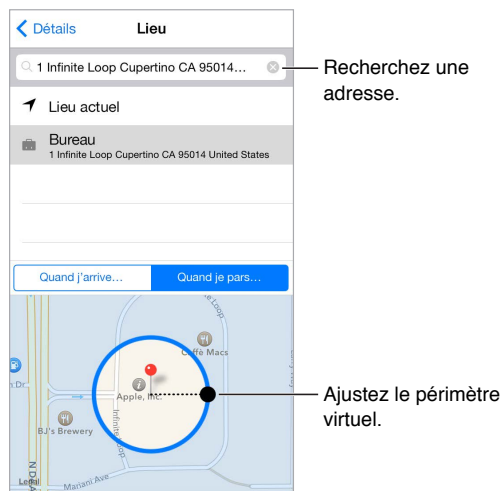 Détails
Lieu
1 Infinite Loop Cupertino CA 95014…
Recherchez une
adresse.
Lieu actuel
Bureau
1 Infinite Loop Cupertino CA 95014 United States
Quand j'arrive…
Quand je pars…
Loop
Caffè Macs
Apple, Inc.
Ajustez le périmètre
virtuel.
BJ's Brewery
Infinite Loop
Mariani Ave
Legal